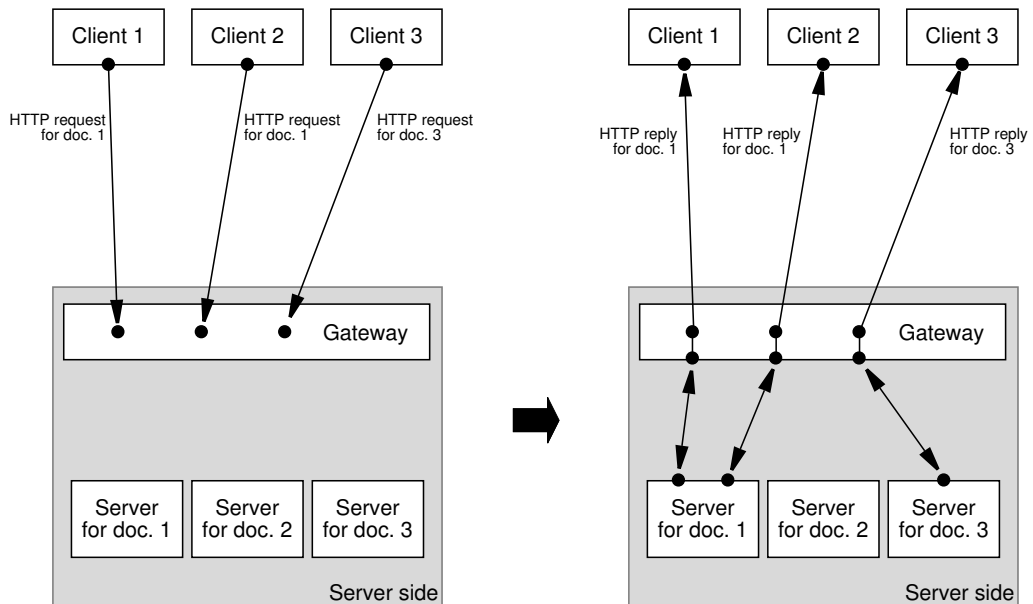 Client 1
Client 2
Client 3
HTTP request
for doc. 1
HTTP request
for doc. 1
HTTP request
for doc. 3
Gateway
Server
for doc. 1
Server
for doc. 2
Server
for doc. 3
Server side
Client 1
Client 2
Client 3
HTTP reply
for doc. 1
HTTP reply
for doc. 1
HTTP reply
for doc. 3
Gateway
Server
for doc. 1
Server
for doc. 2
Server
for doc. 3
Server side